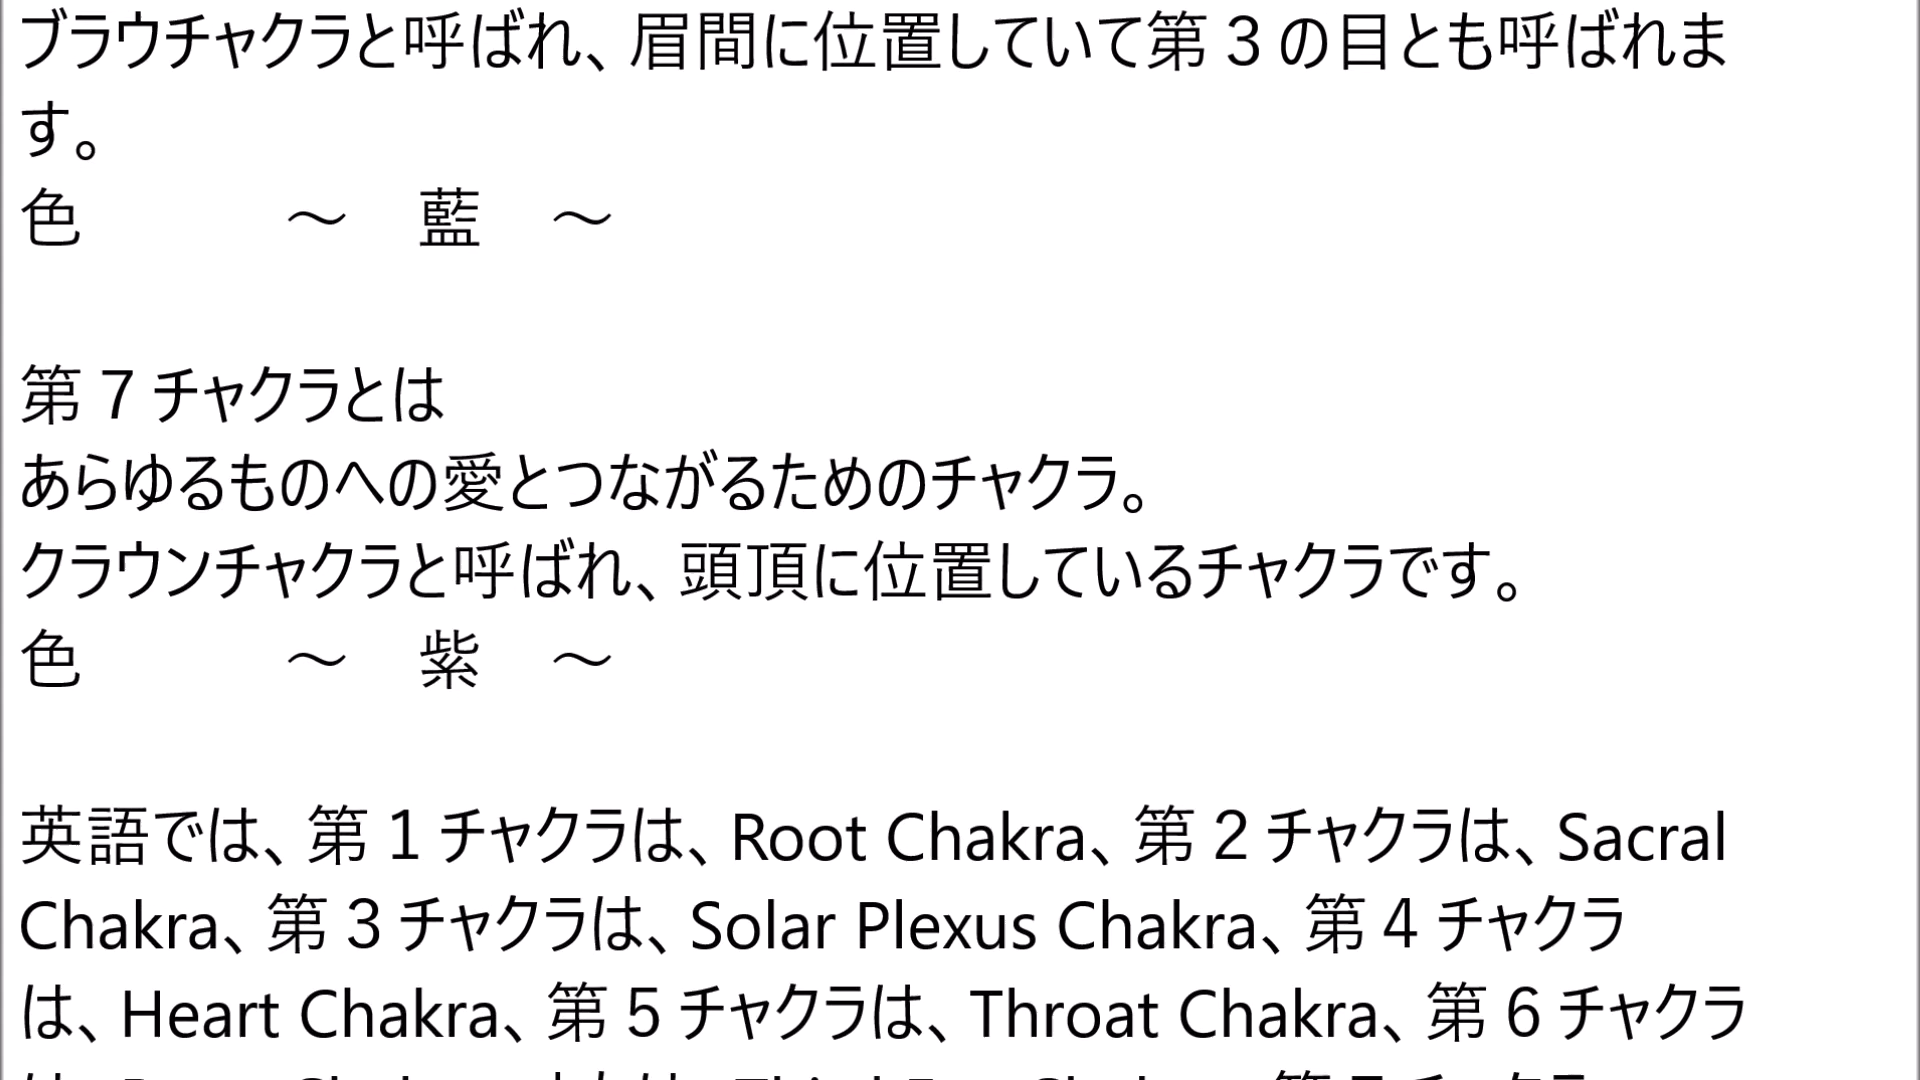 ブラウチャクラと呼ばれ、眉間に位置していて第３の目とも呼ばれま
す。
色　　　～　藍　～
第７チャクラとは
あらゆるものへの愛とつながるためのチャクラ。
クラウンチャクラと呼ばれ、頭頂に位置しているチャクラです。
色　　　～　紫　～
英語では、第１チャクラは、Root Chakra、第２チャクラは、Sacral
Chakra、第３チャクラは、Solar Plexus Chakra、第４チャクラ
は、Heart Chakra、第５チャクラは、Throat Chakra、第６チャクラ